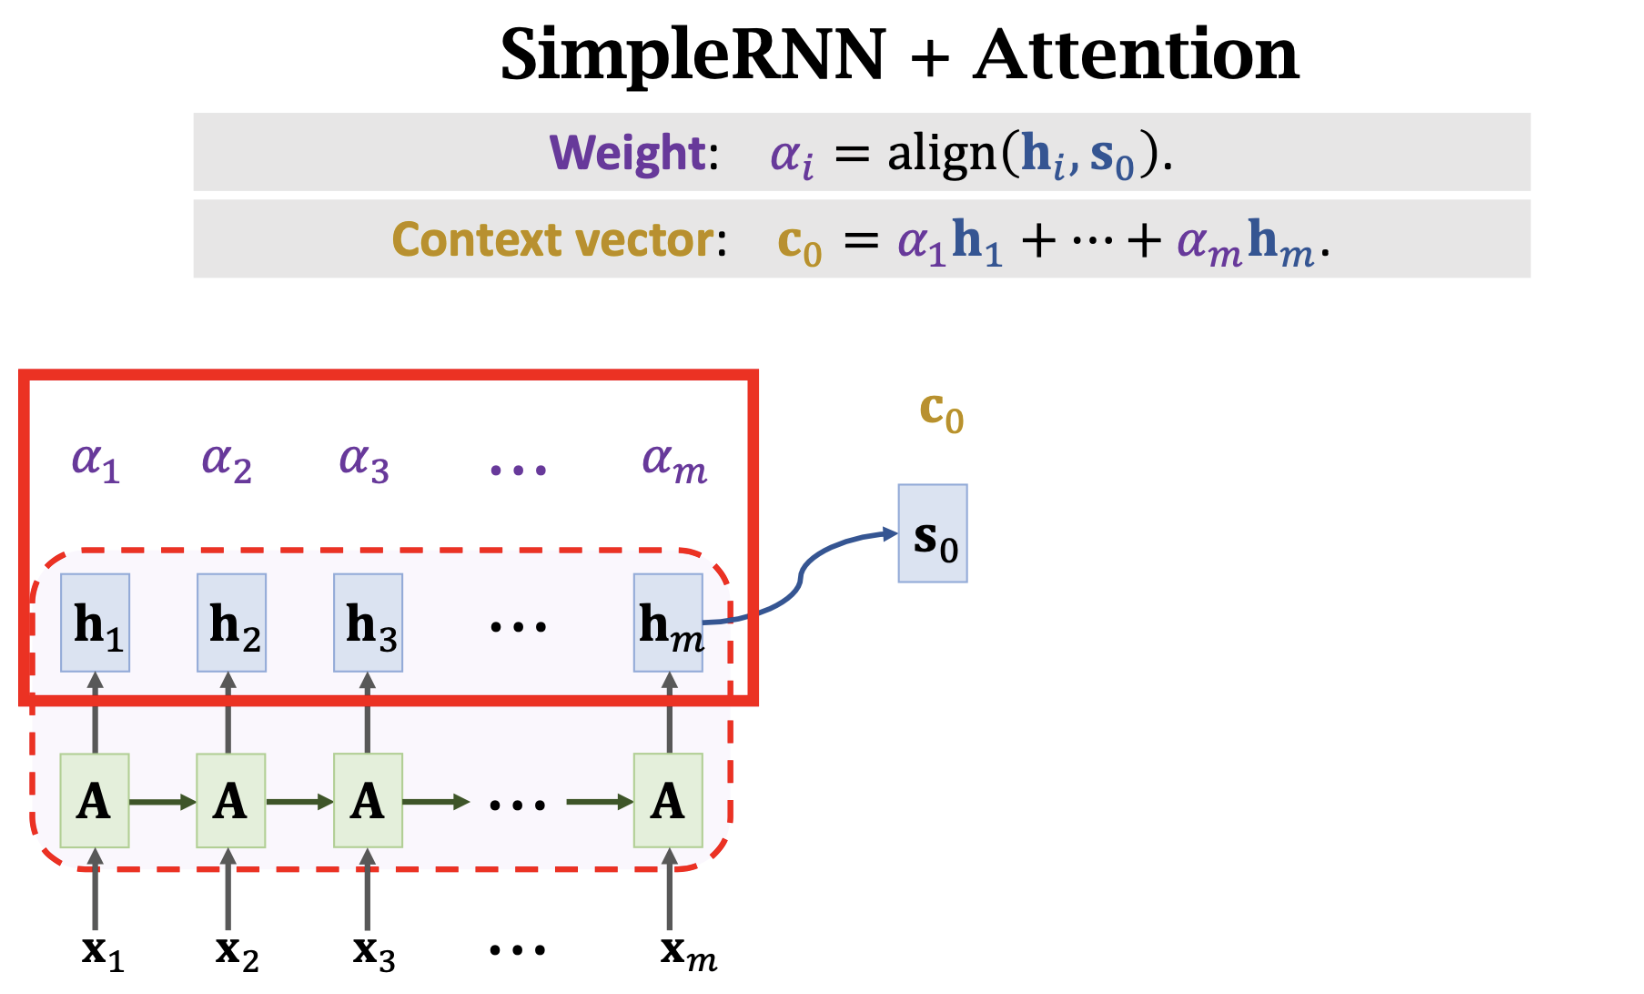 SimpleRNN + Attention
Weight: αᵢ = align(hᵢ, s₀).
Context vector: c₀ = α₁h₁ + ⋯ + αₘhₘ.
c₀
α₁ α₂ α₃ ⋯ αₘ
s₀
h₁ h₂ h₃ ⋯ hₘ
A A A ⋯ A
x₁ x₂ x₃ ⋯ xₘ